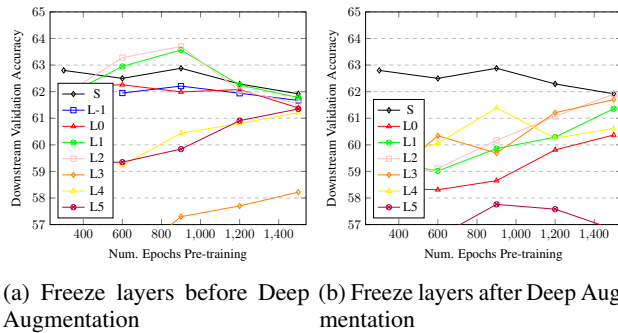 Downstream Validation Accuracy
65
64
63
62
61
60
59
58
57
S
L-1
L0
L1
L2
L3
L4
L5
400 600 800 1,000 1,200 1,400
Num. Epochs Pre-training
(a) Freeze layers before Deep
Augmentation
Downstream Validation Accuracy
65
64
63
62
61
60
59
58
57
S
L0
L1
L2
L3
L4
L5
400 600 800 1,000 1,200 1,400
Num. Epochs Pre-training
(b) Freeze layers after Deep Aug
mentation